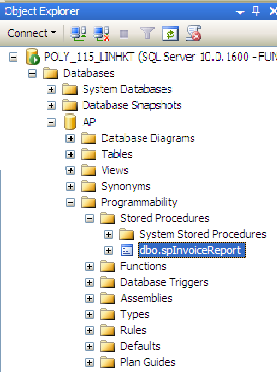 Object Explorer
Connect
POLY_115_LINHKT (SQL Server 10.0.1600 - FUN
Databases
System Databases
Database Snapshots
AP
Database Diagrams
Tables
Views
Synonyms
Programmability
Stored Procedures
System Stored Procedures
dbo.spInvoiceReport
Functions
Database Triggers
Assemblies
Types
Rules
Defaults
Plan Guides